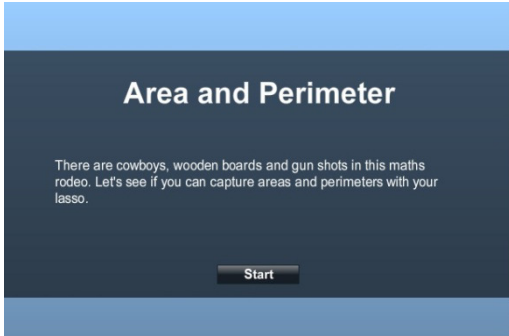 Area and Perimeter
There are cowboys, wooden boards and gun shots in this maths
rodeo. Let's see if you can capture areas and perimeters with your
lasso.
Start